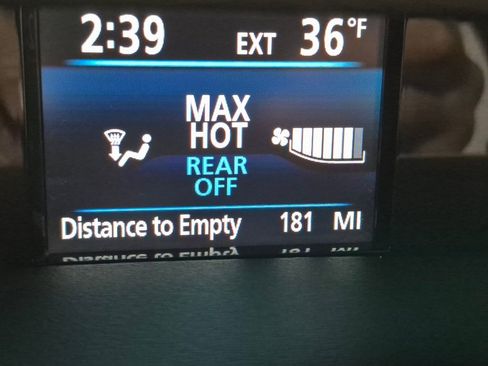 2:39 EXT 36°F
MAX
HOT
REAR
OFF
Distance to Empty 181 MI